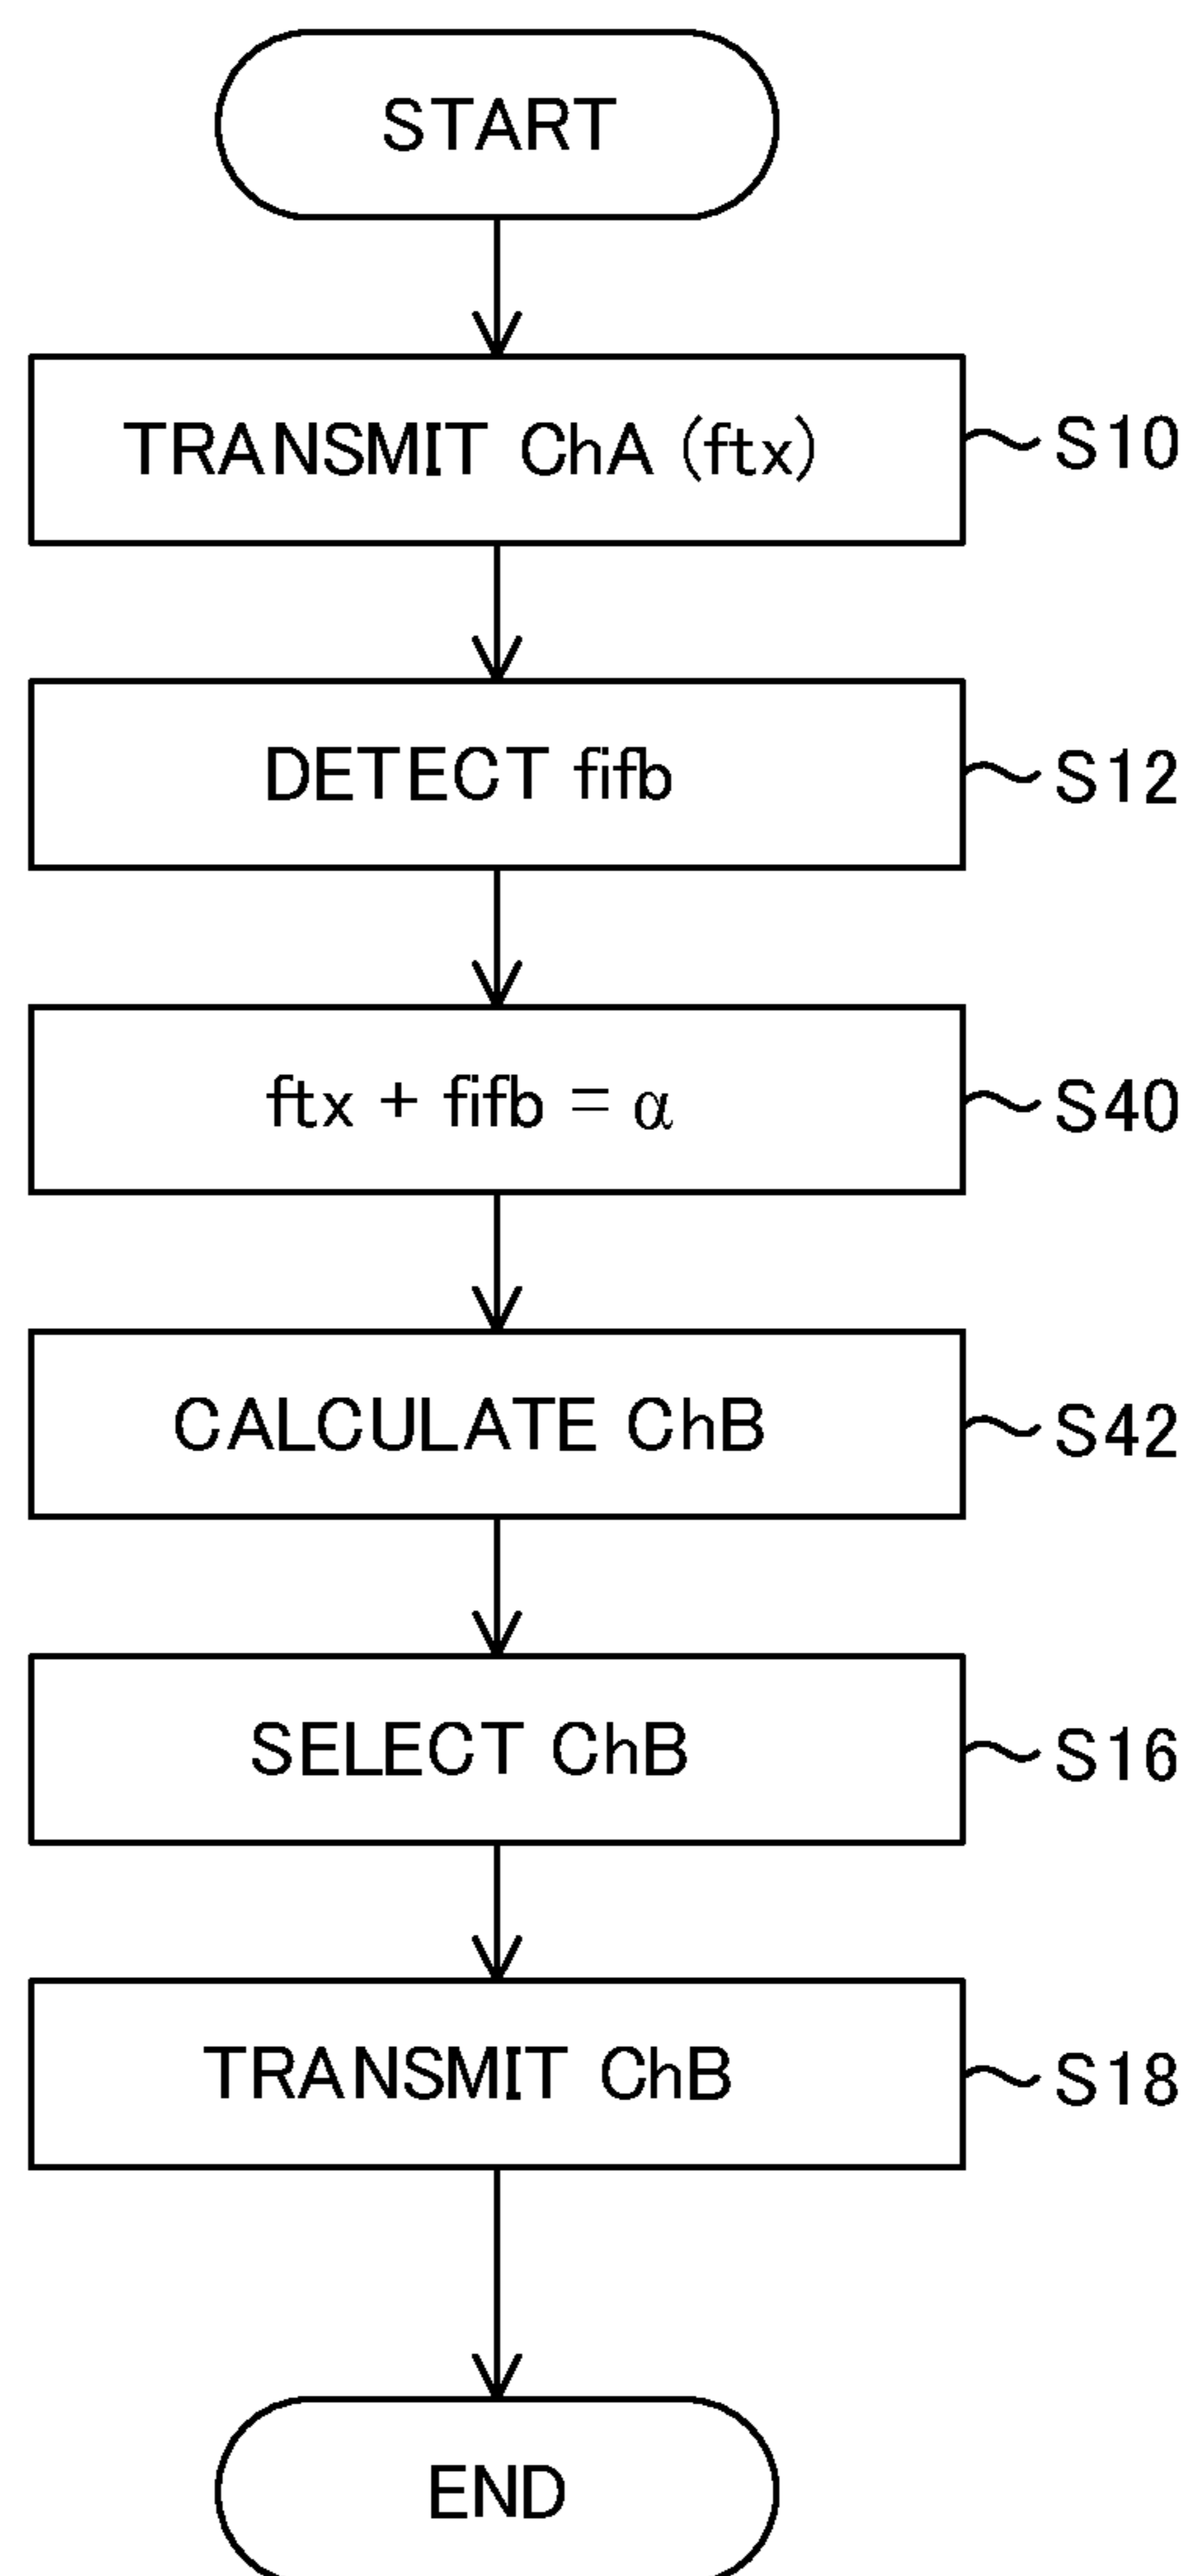 START
TRANSMIT ChA (ftx)
S10
DETECT fifb
S12
ftx + fifb = α
S40
CALCULATE ChB
S42
SELECT ChB
S16
TRANSMIT ChB
S18
END